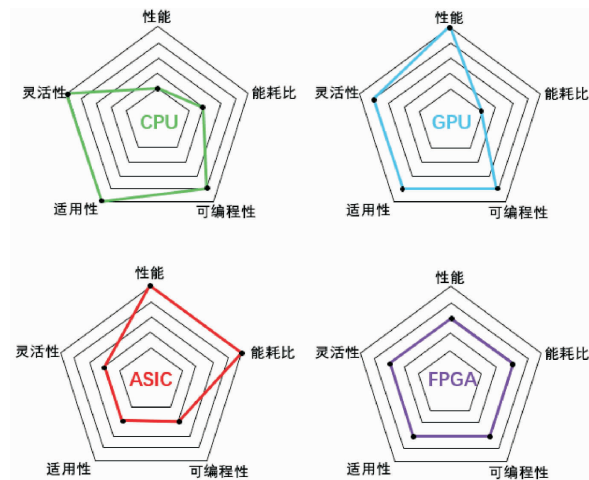 性能
灵活性
能耗比
CPU
适用性
可编程性
性能
灵活性
能耗比
GPU
适用性
可编程性
性能
灵活性
能耗比
ASIC
适用性
可编程性
性能
灵活性
能耗比
FPGA
适用性
可编程性